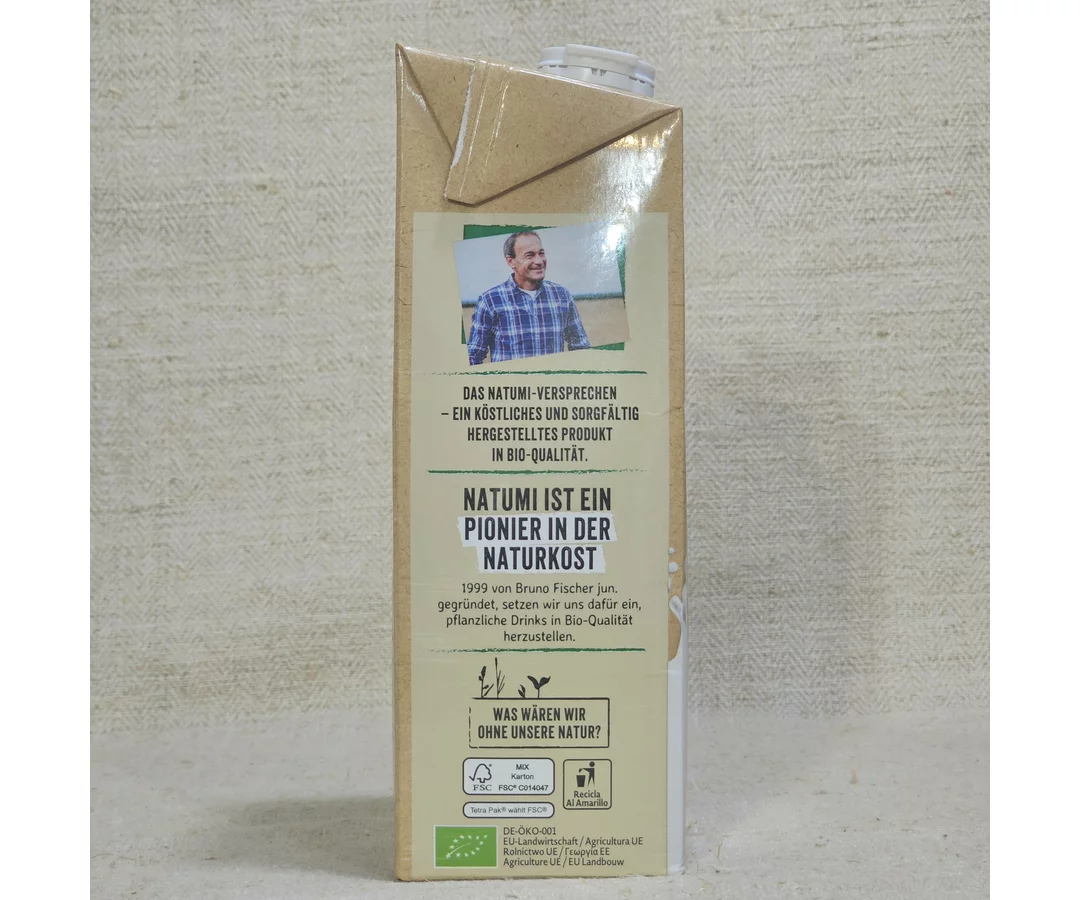 DAS NATUMI-VERSPRECHEN
– EIN KÖSTLICHES UND SORGFÄLTIG
HERGESTELLTES PRODUKT
IN BIO-QUALITÄT.
NATUMI IST EIN
PIONIER IN DER
NATURKOST
1999 von Bruno Fischer jun.
gegründet, setzen wir uns dafür ein,
pflanzliche Drinks in Bio-Qualität
herzustellen.
WAS WÄREN WIR
OHNE UNSERE NATUR?
MIX
Karton
FSC
FSC® C014047
Tetra Pak® wählt FSC®
Recicla
Al Amarillo
DE-ÖKO-001
EU-Landwirtschaft / Agricultura UE
Rolnictwo UE / Γεωργία ΕΕ
Agriculture UE / EU Landbouw